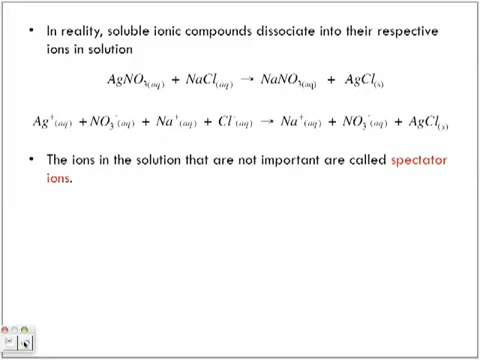 • In reality, soluble ionic compounds dissociate into their respective
ions in solution
AgNO₃(aq) + NaCl(aq) → NaNO₃(aq) + AgCl(s)
Ag⁺(aq) + NO₃⁻(aq) + Na⁺(aq) + Cl⁻(aq) → Na⁺(aq) + NO₃⁻(aq) + AgCl(s)
• The ions in the solution that are not important are called spectator
ions.